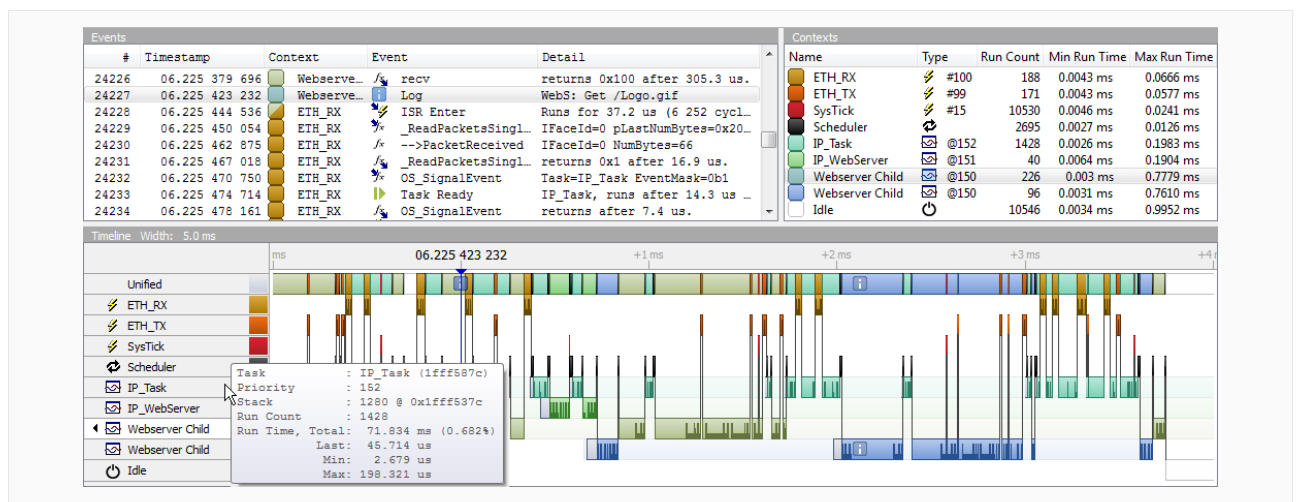 Events
# Timestamp Context Event Detail
24226 06.225 379 696 Webserve... recv returns 0x100 after 305.3 us.
24227 06.225 423 232 Webserve... Log WebS: Get /Logo.gif
24228 06.225 444 536 ETH_RX ISR Enter Runs for 37.2 us (6 252 cycl...
24229 06.225 450 054 ETH_RX _ReadPacketsSingl... IFaceId=0 pLastNumBytes=0x20...
24230 06.225 462 875 ETH_RX -->PacketReceived IFaceId=0 NumBytes=66
24231 06.225 467 018 ETH_RX _ReadPacketsSingl... returns 0x1 after 16.9 us.
24232 06.225 470 750 ETH_RX OS_SignalEvent Task=IP_Task EventMask=0b1
24233 06.225 474 714 ETH_RX Task Ready IP_Task, runs after 14.3 us ...
24234 06.225 478 161 ETH_RX OS_SignalEvent returns after 7.4 us.
Contexts
Name Type Run Count Min Run Time Max Run Time
ETH_RX #100 188 0.0043 ms 0.0666 ms
ETH_TX #99 171 0.0043 ms 0.0577 ms
SysTick #15 10530 0.0046 ms 0.0241 ms
Scheduler 2695 0.0027 ms 0.0126 ms
IP_Task @152 1428 0.0026 ms 0.1983 ms
IP_WebServer @151 40 0.0064 ms 0.1904 ms
Webserver Child @150 226 0.003 ms 0.7779 ms
Webserver Child @150 96 0.0031 ms 0.7610 ms
Idle 10546 0.0034 ms 0.9952 ms
Timeline Width: 5.0 ms
ms 06.225 423 232 +1 ms +2 ms +3 ms +4
Unified
ETH_RX
ETH_TX
SysTick
Scheduler
IP_Task
IP_WebServer
Webserver Child
Webserver Child
Idle
Task : IP_Task (1fff587c)
Priority : 152
Stack : 1280 @ 0x1fff537c
Run Count : 1428
Run Time, Total: 71.834 ms (0.682%)
Last: 45.714 us
Min: 2.679 us
Max: 198.321 us